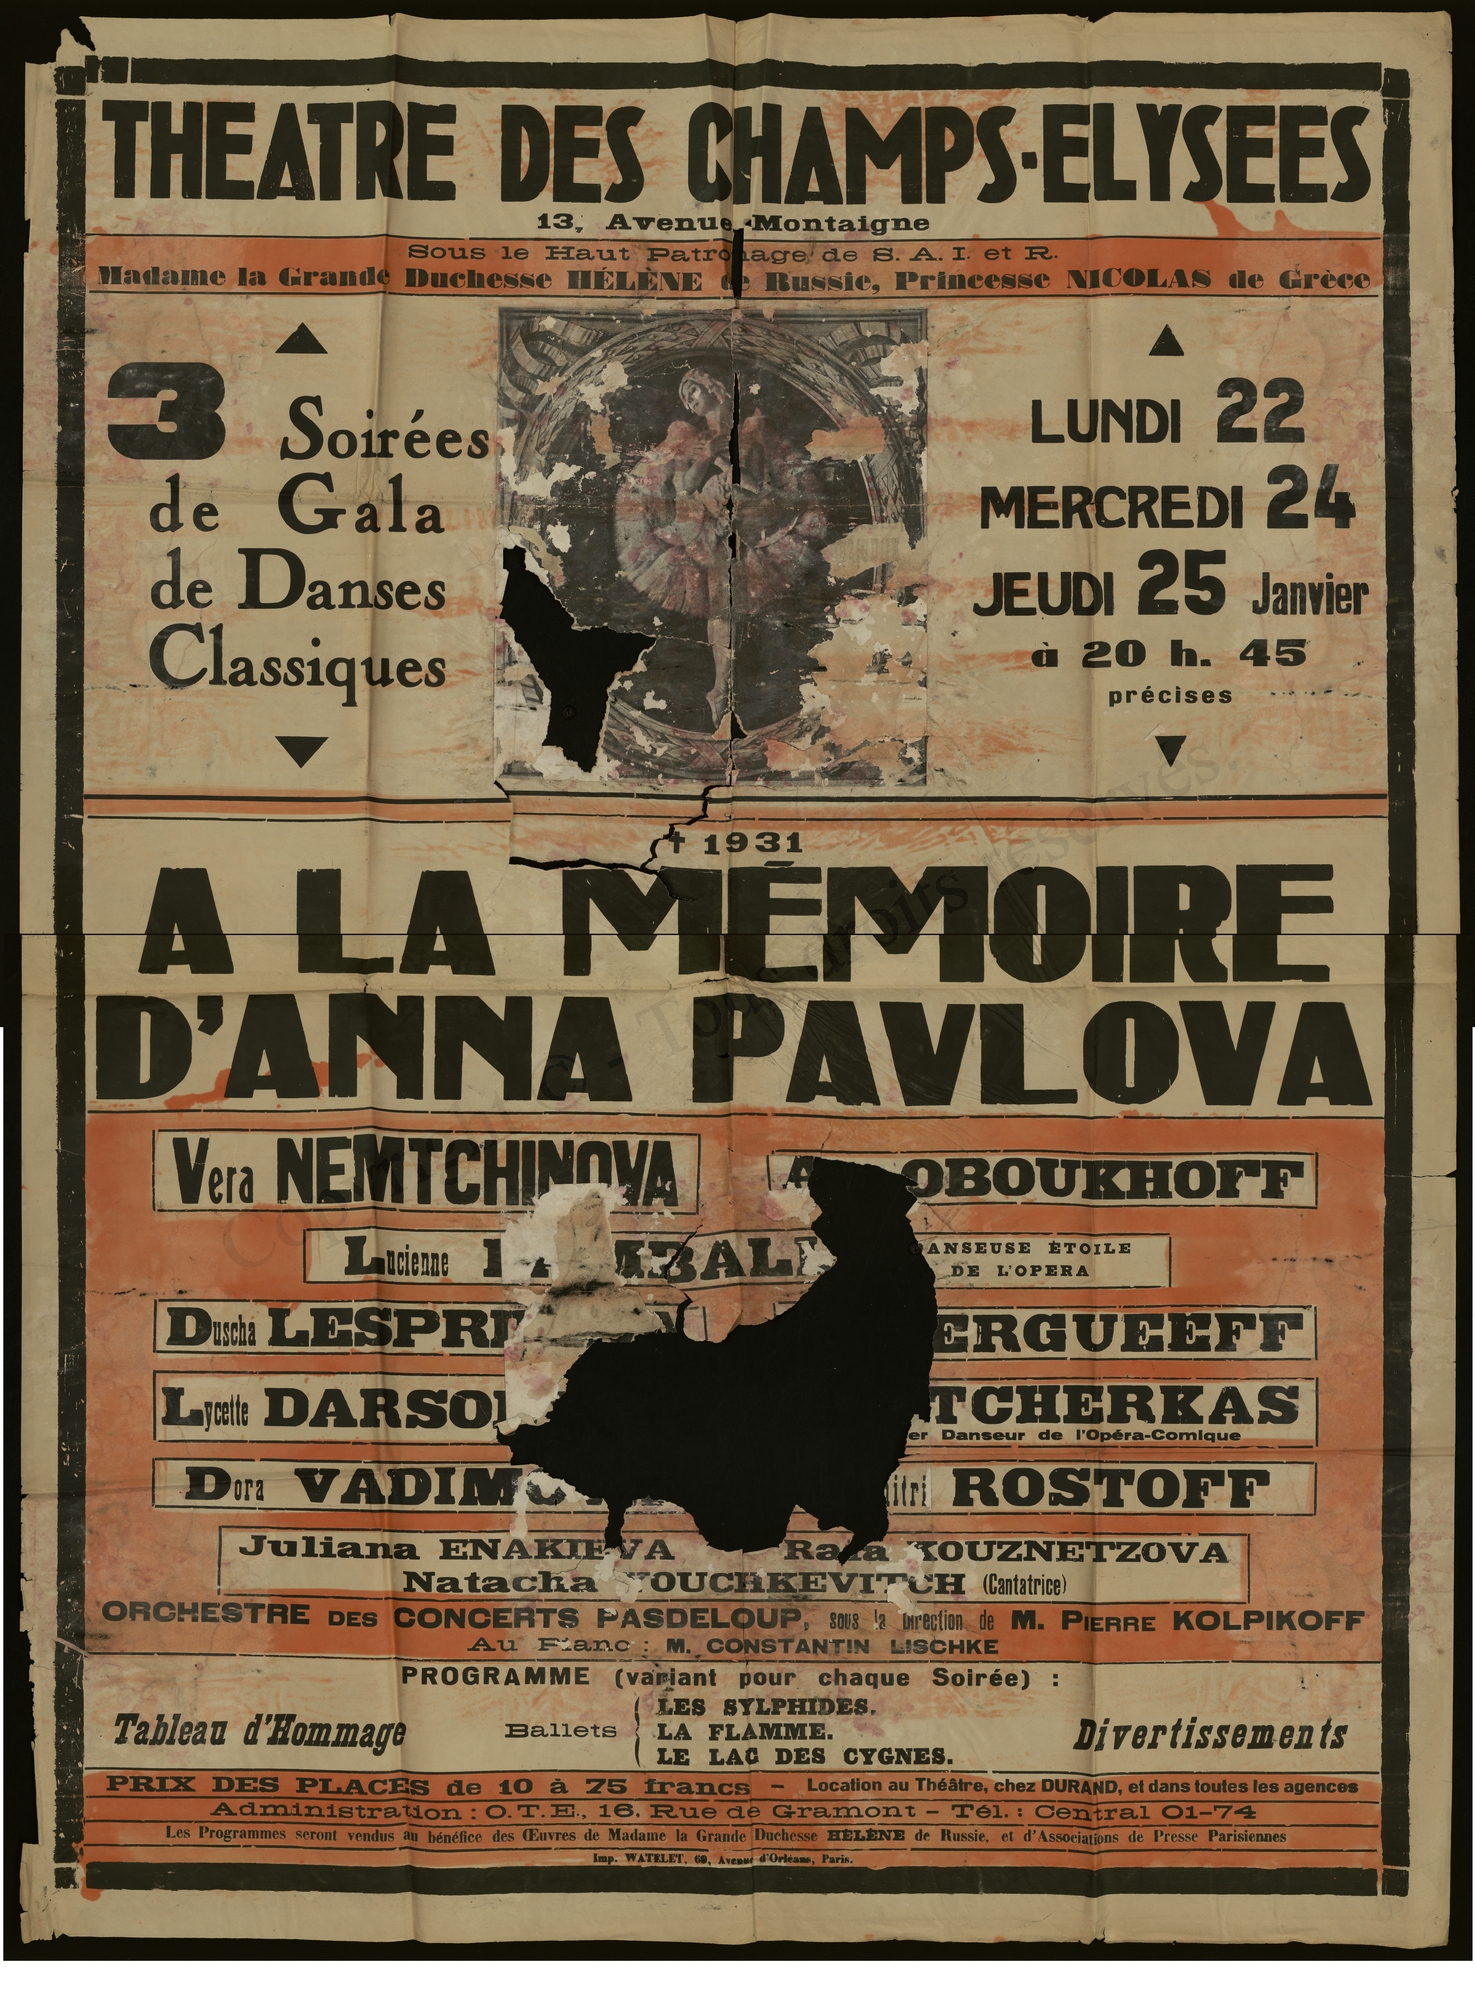 THEATRE DES CHAMPS-ELYSEES
13, Avenue Montaigne
Sous le Haut Patronage de S. A. I. et R.
Madame la Grande Duchesse HÉLÈNE de Russie, Princesse NICOLAS de Grèce
3 Soirées
de Gala
de Danses
Classiques
LUNDI 22
MERCREDI 24
JEUDI 25 Janvier
à 20 h. 45
précises
† 1931
A LA MÉMOIRE
D'ANNA PAVLOVA
Vera NEMTCHINOVA
OBOUKHOFF
Lucienne
DANSEUSE ÉTOILE
DE L'OPERA
Duscha
Lycette
TCHERKAS
Danseur de l'Opéra-Comique
Dora
ROSTOFF
Juliana ENAKIEVA KOUZNETZOVA
Natacha YOUCHKEVITCH (Cantatrice)
ORCHESTRE DES CONCERTS PASDELOUP, sous la Direction de M. PIERRE KOLPIKOFF
Au Piano : M. CONSTANTIN LISCHKE
PROGRAMME (variant pour chaque Soirée) :
Tableau d'Hommage
Ballets
LES SYLPHIDES.
LA FLAMME.
LE LAC DES CYGNES.
Divertissements
PRIX DES PLACES de 10 à 75 francs — Location au Théâtre, chez DURAND, et dans toutes les agences
Administration : O.T.E., 16, Rue de Gramont — Tél. : Central 01-74
Les Programmes seront vendus au bénéfice des Œuvres de Madame la Grande Duchesse HÉLÈNE de Russie, et d'Associations de Presse Parisiennes
Imp. WATELET, 69, Avenue d'Orléans, Paris.
Copyright © - Tous droits réservés.